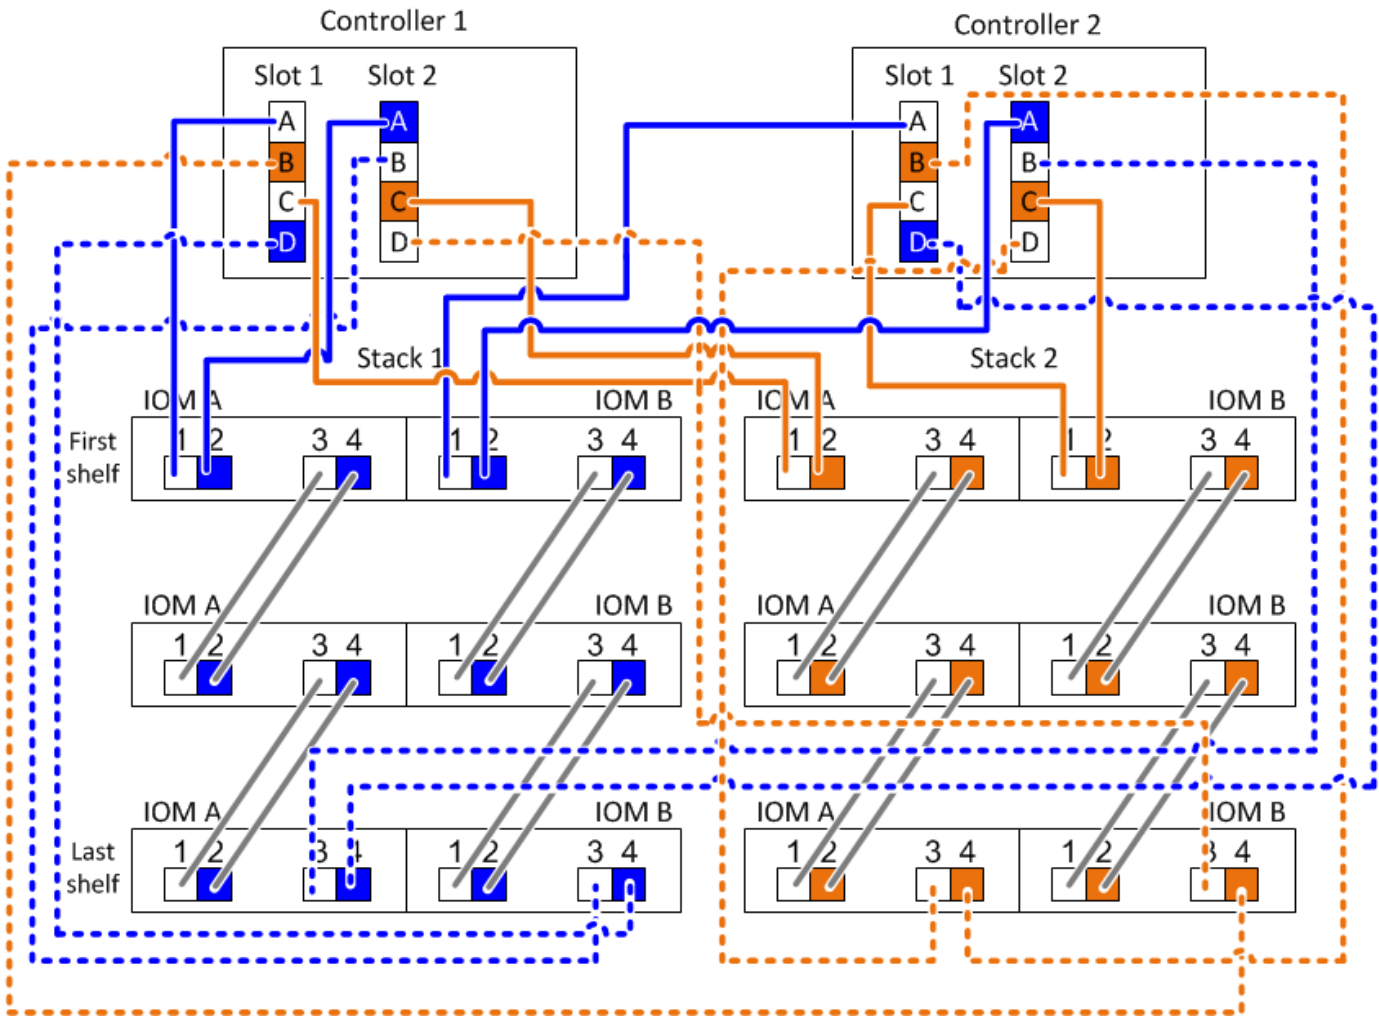 Controller 1
Controller 2
Slot 1 Slot 2
Slot 1 Slot 2
A A
B B
C C
D D
A A
B B
C C
D D
Stack 1
Stack 2
IOM A IOM B
IOM A IOM B
First shelf
1 2 3 4 1 2 3 4
1 2 3 4 1 2 3 4
IOM A IOM B
IOM A IOM B
1 2 3 4 1 2 3 4
1 2 3 4 1 2 3 4
IOM A IOM B
IOM A IOM B
Last shelf
1 2 3 4 1 2 3 4
1 2 3 4 1 2 3 4